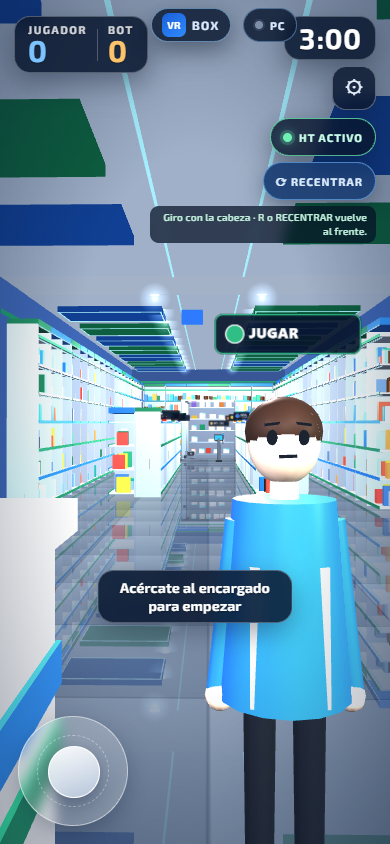 JUGADOR
0
BOT
0
VR BOX
PC
3:00
HT ACTIVO
⟳ RECENTRAR
Giro con la cabeza · R o RECENTRAR vuelve
al frente.
JUGAR
Acércate al encargado
para empezar